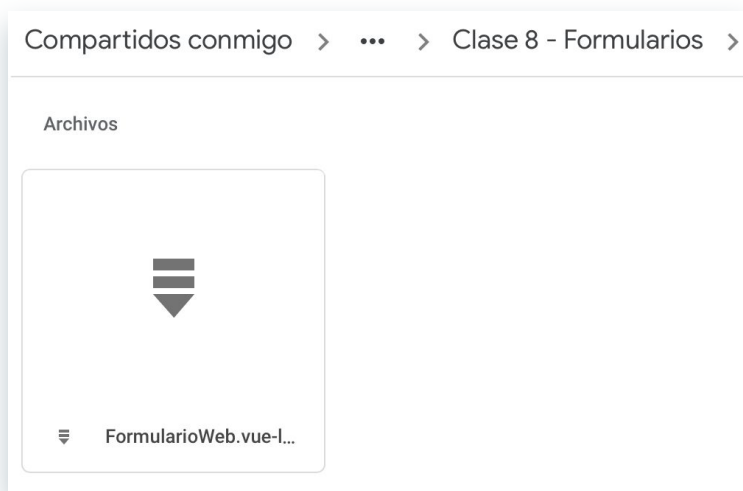 Compartidos conmigo > ••• > Clase 8 - Formularios >
Archivos
FormularioWeb.vue-l...